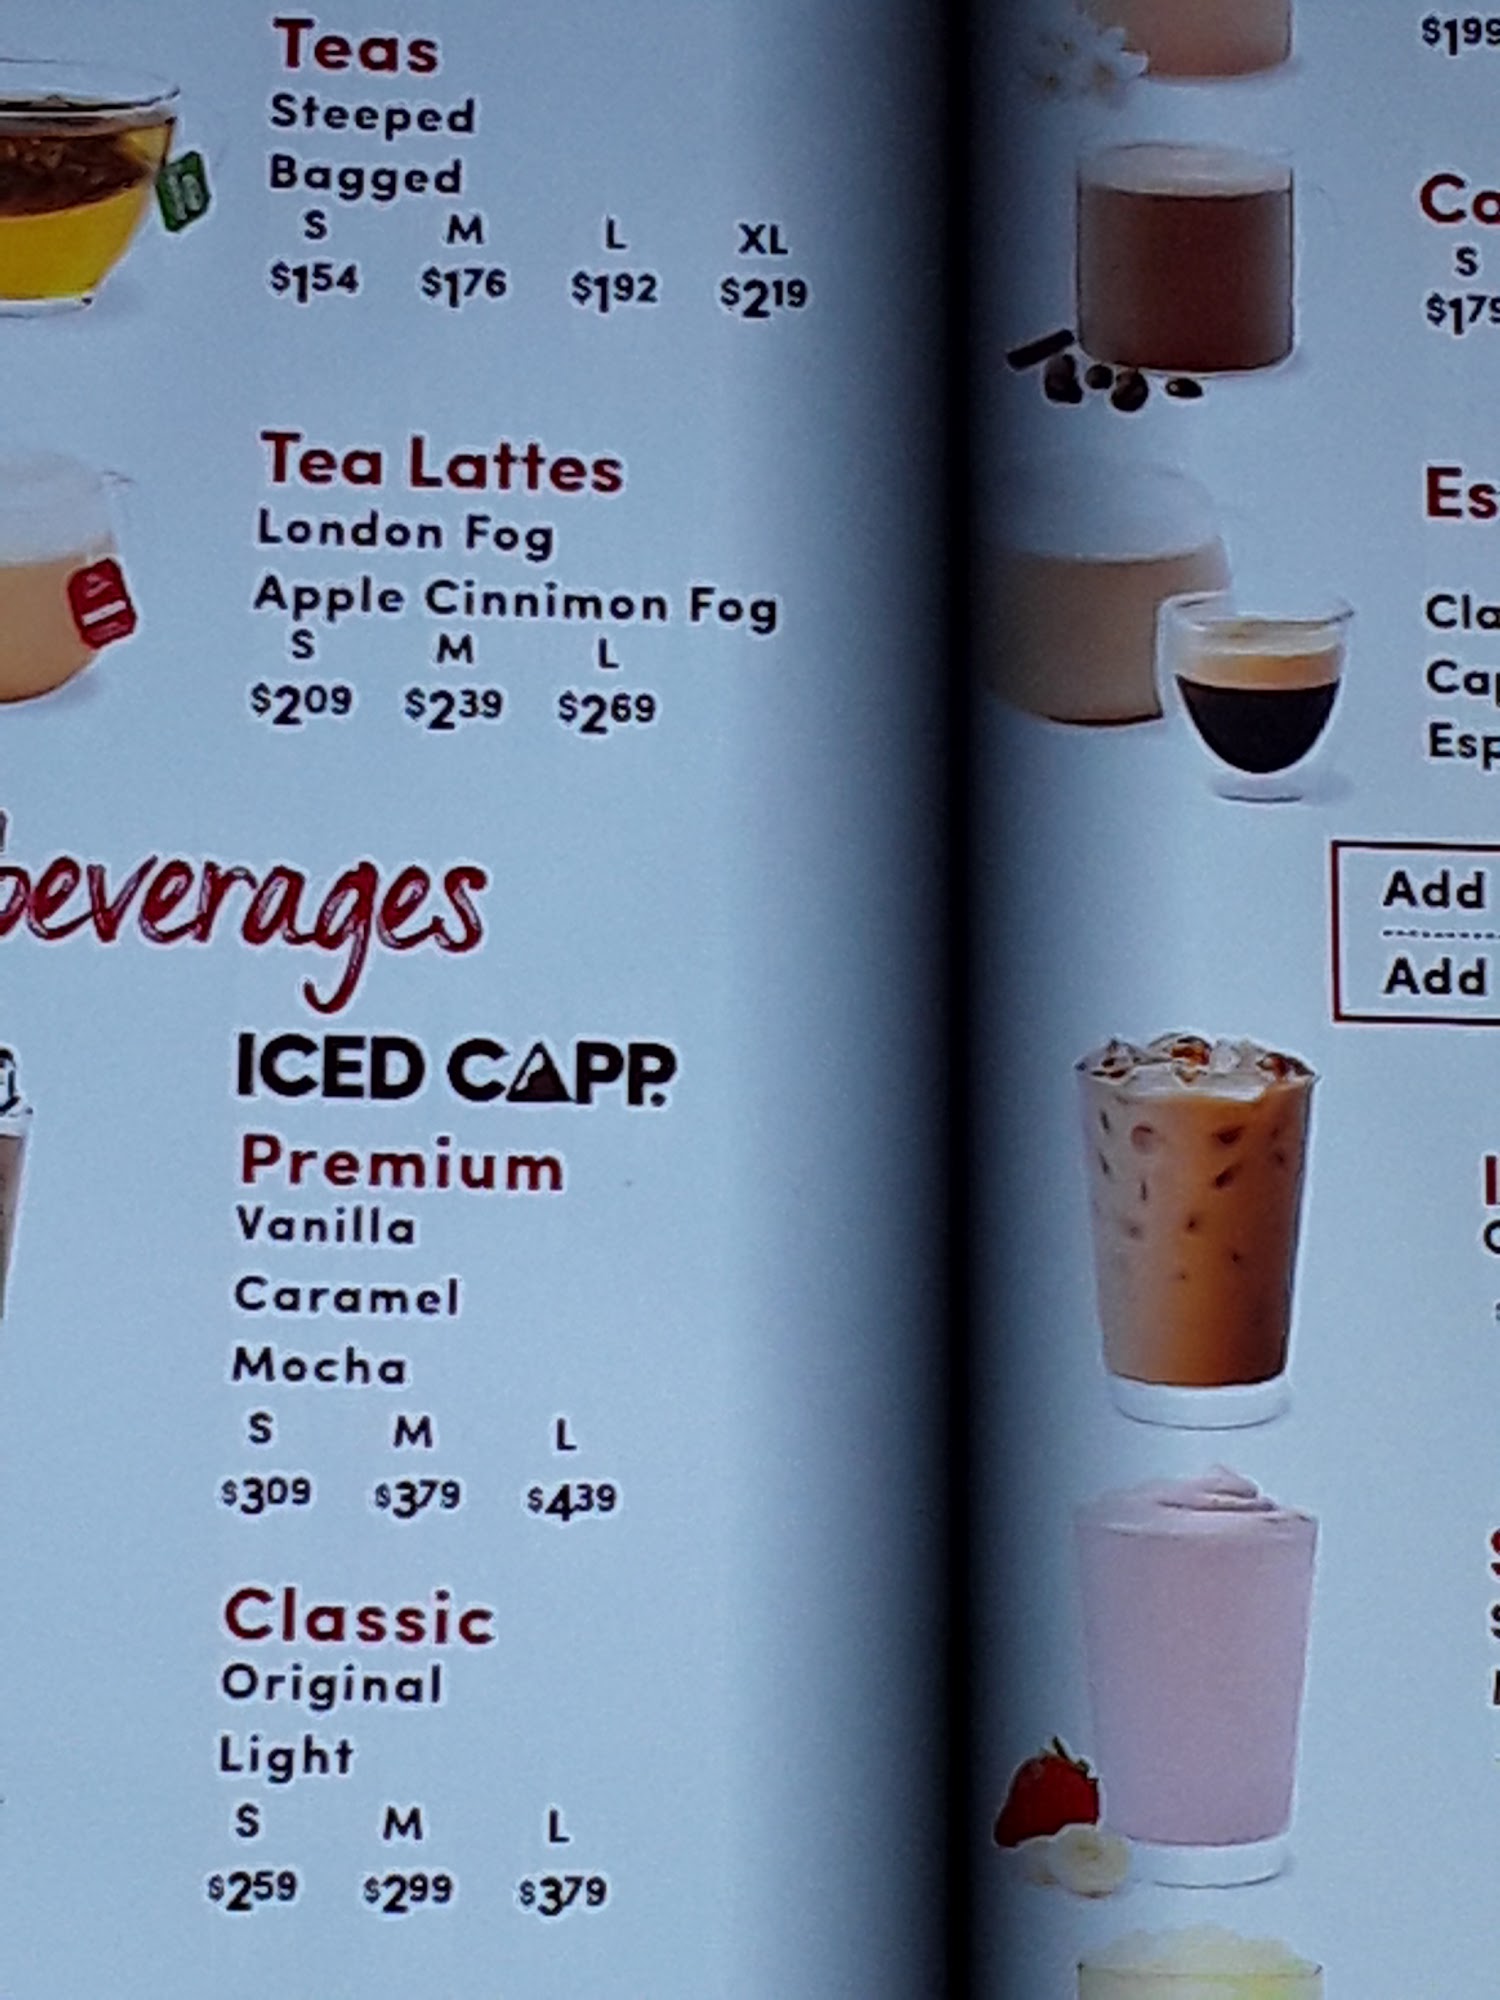 Teas
Steeped
Bagged
S M L XL
$154 $176 $192 $219
Tea Lattes
London Fog
Apple Cinnimon Fog
S M L
$209 $239 $269
beverages
ICED CAPP.
Premium
Vanilla
Caramel
Mocha
S M L
$309 $379 $439
Classic
Original
Light
S M L
$259 $299 $379
$199
S
Add
Add